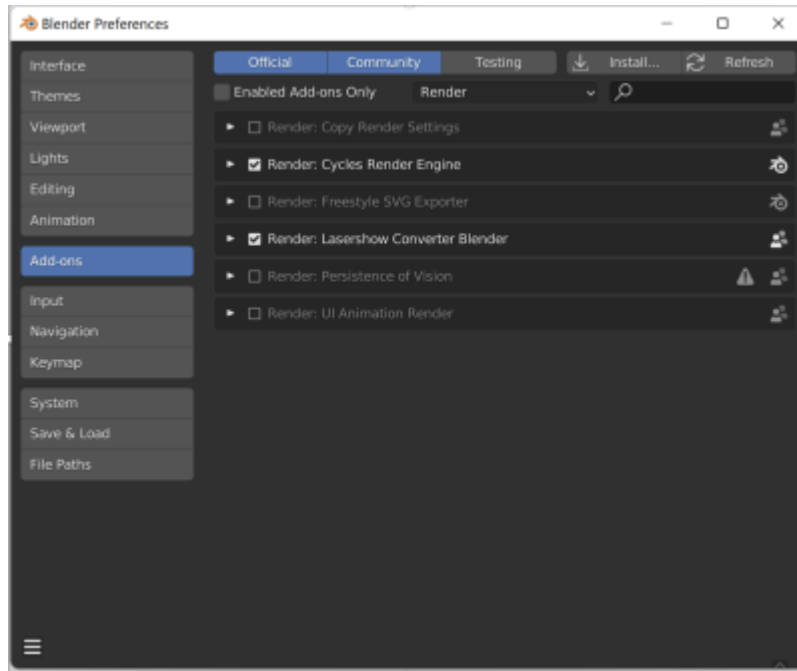 Blender Preferences
Interface
Themes
Viewport
Lights
Editing
Animation
Add-ons
Input
Navigation
Keymap
System
Save & Load
File Paths
Official Community Testing Install... Refresh
Enabled Add-ons Only Render
Render: Copy Render Settings
Render: Cycles Render Engine
Render: Freestyle SVG Exporter
Render: Lasershow Converter Blender
Render: Persistence of Vision
Render: UI Animation Render